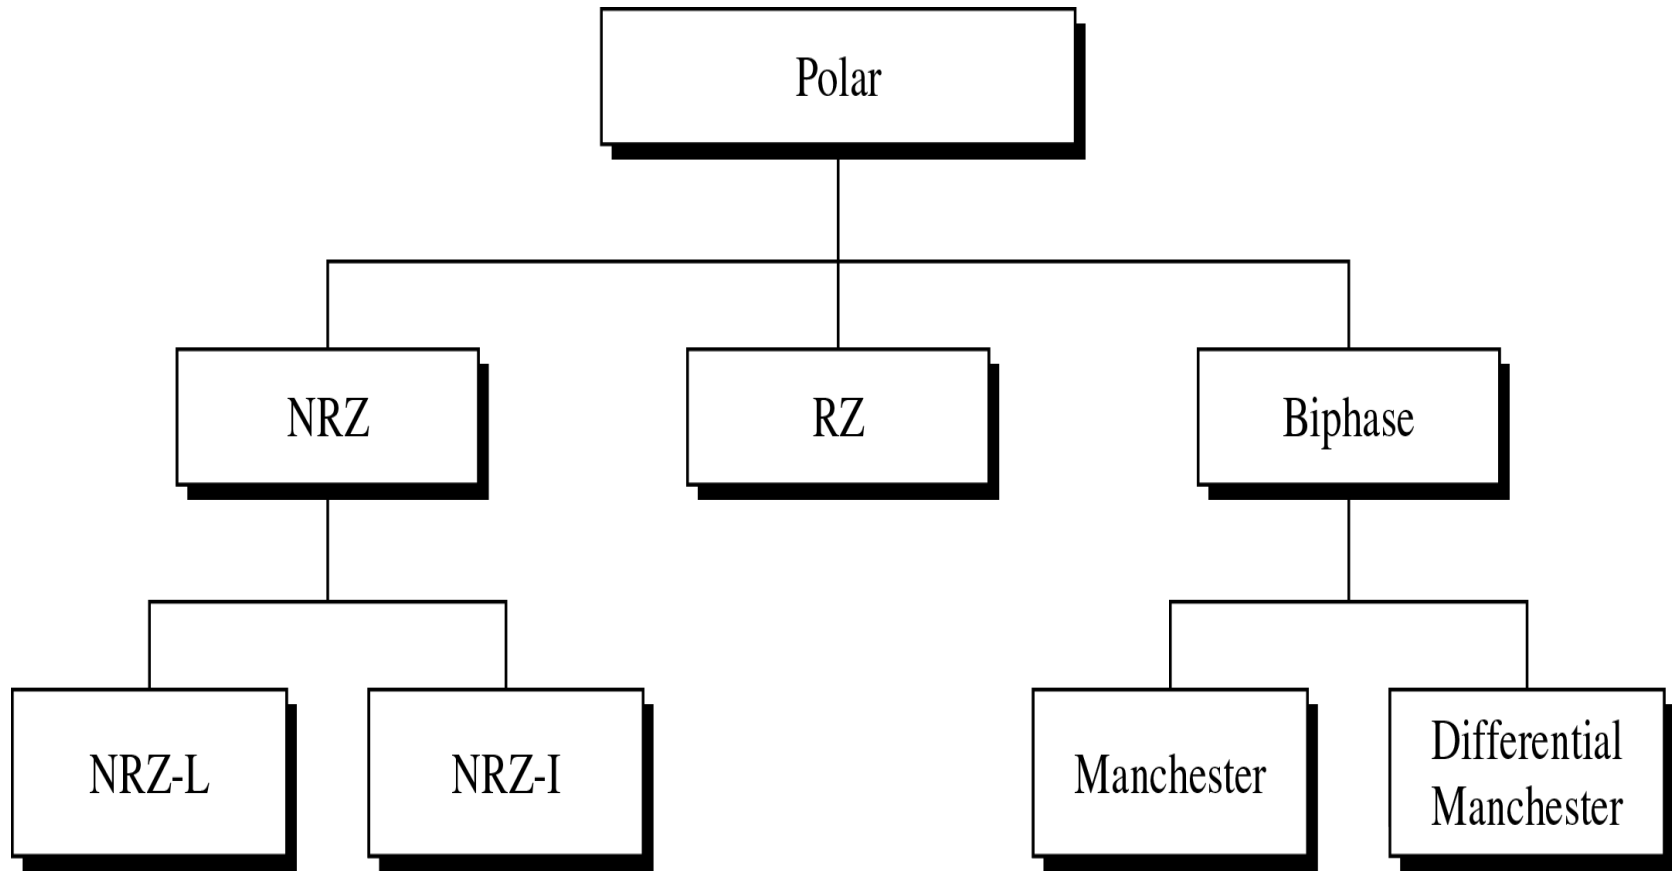 Polar
NRZ
RZ
Biphase
NRZ-L
NRZ-I
Manchester
Differential
Manchester